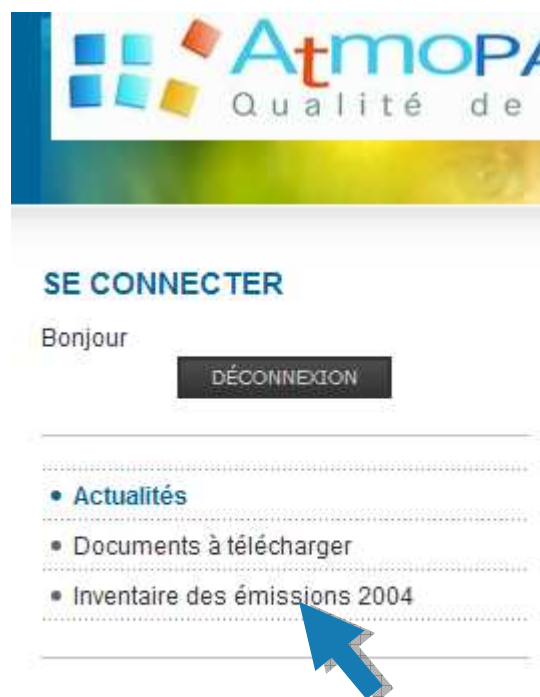 AtmoPA
Qualité de
SE CONNECTER
Bonjour
DÉCONNEXION
• Actualités
• Documents à télécharger
• Inventaire des émissions 2004